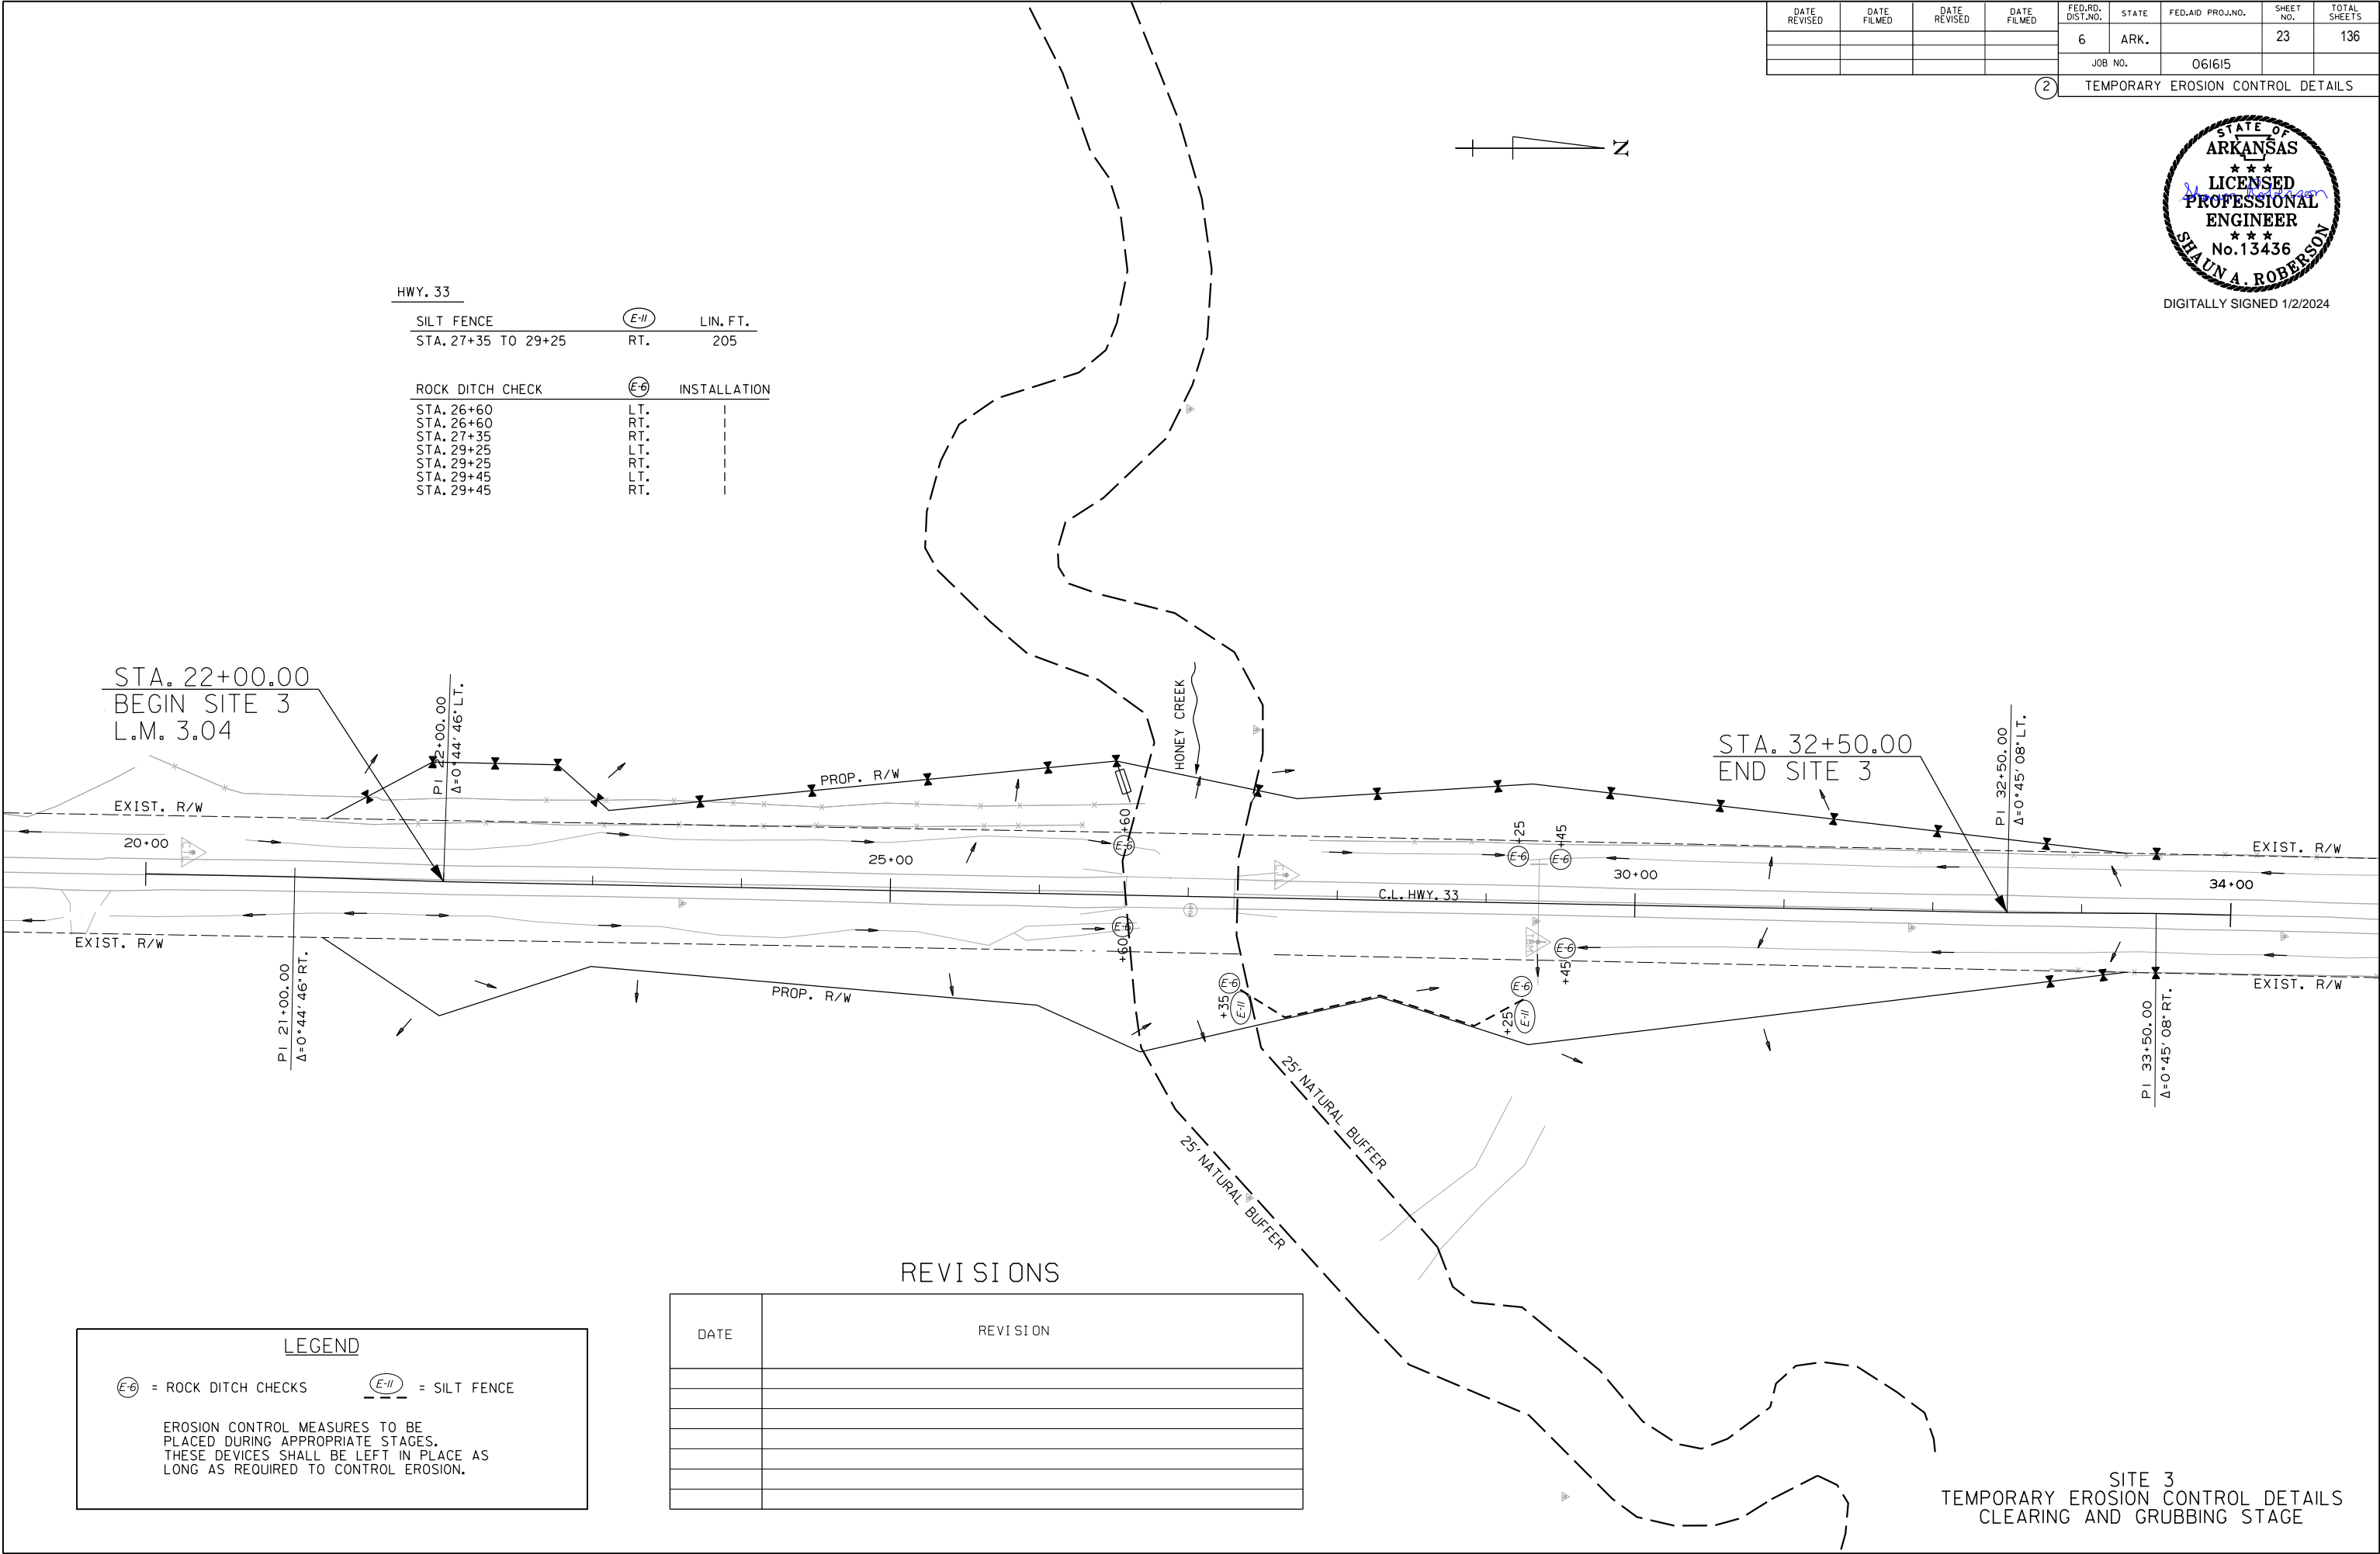 DATE REVISED DATE FILMED DATE REVISED DATE FILMED FED.RD. DIST.NO. STATE FED.AID PROJ.NO. SHEET NO. TOTAL SHEETS
6 ARK. 23 136
JOB NO. 061615
2 TEMPORARY EROSION CONTROL DETAILS
N
STATE OF
ARKANSAS
LICENSED
PROFESSIONAL
ENGINEER
No.13436
SHAUN A. ROBERSON
DIGITALLY SIGNED 1/2/2024
HWY. 33
SILT FENCE E-11 LIN. FT.
STA. 27+35 TO 29+25 RT. 205
ROCK DITCH CHECK E-6 INSTALLATION
STA. 26+60 LT. 1
STA. 26+60 RT. 1
STA. 27+35 RT. 1
STA. 29+25 LT. 1
STA. 29+25 RT. 1
STA. 29+45 LT. 1
STA. 29+45 RT. 1
STA. 22+00.00
BEGIN SITE 3
L.M. 3.04
PI 22+00.00
Δ=0°44'46" LT.
HONEY CREEK
STA. 32+50.00
END SITE 3
PI 32+50.00
Δ=0°45'08" LT.
PROP. R/W
EXIST. R/W
EXIST. R/W
20+00
25+00
30+00
34+00
+60
E-6
+25
E-6
+45
E-6
C.L. HWY. 33
EXIST. R/W
EXIST. R/W
E-6
+60
TBM
E-6
+45
PI 21+00.00
Δ=0°44'46" RT.
PROP. R/W
E-6
+35
E-11
E-6
+25
E-11
PI 33+50.00
Δ=0°45'08" RT.
25' NATURAL BUFFER
25' NATURAL BUFFER
REVISIONS
DATE REVISION
LEGEND
E-6 = ROCK DITCH CHECKS E-11 = SILT FENCE
EROSION CONTROL MEASURES TO BE
PLACED DURING APPROPRIATE STAGES.
THESE DEVICES SHALL BE LEFT IN PLACE AS
LONG AS REQUIRED TO CONTROL EROSION.
SITE 3
TEMPORARY EROSION CONTROL DETAILS
CLEARING AND GRUBBING STAGE